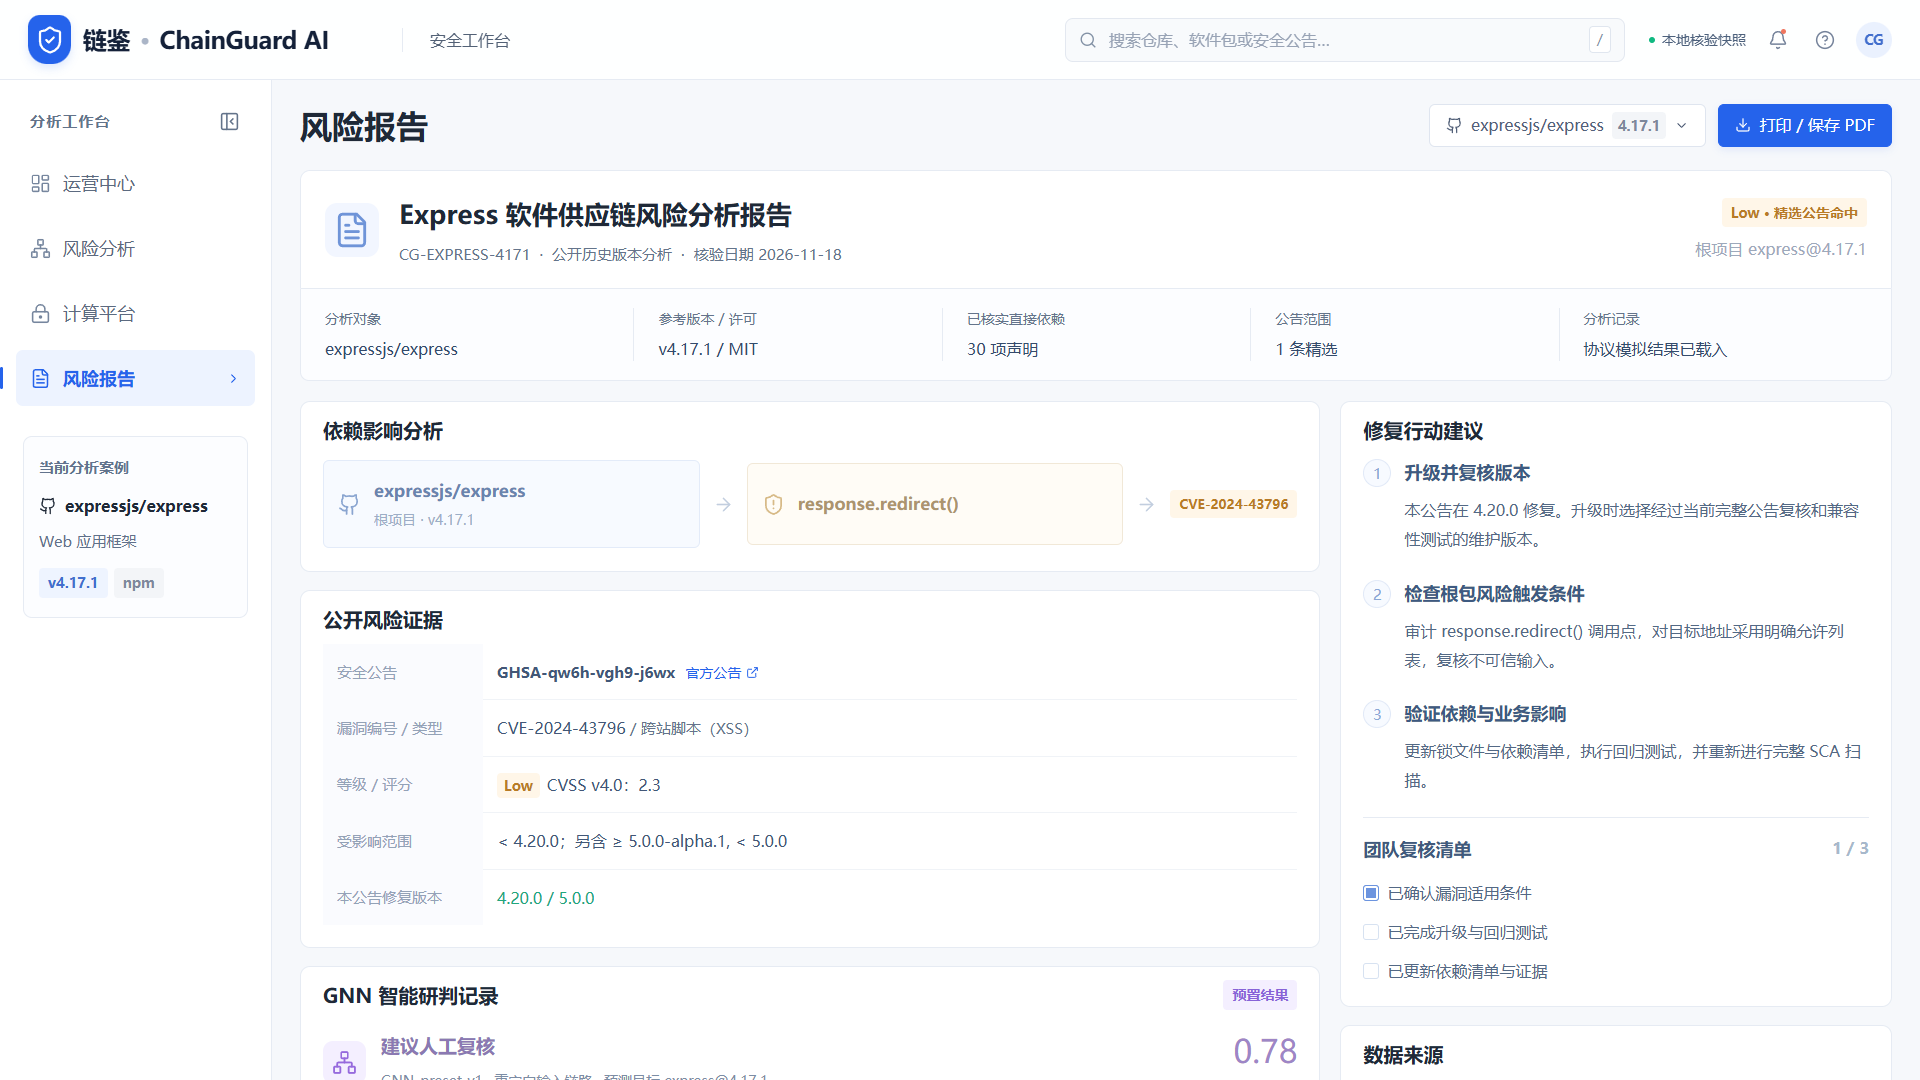 链鉴 • ChainGuard AI
安全工作台
搜索仓库、软件包或安全公告...
/
本地核验快照
CG
分析工作台
运营中心
风险分析
计算平台
风险报告
当前分析案例
expressjs/express
Web 应用框架
v4.17.1 npm
风险报告
expressjs/express 4.17.1
打印 / 保存 PDF
Express 软件供应链风险分析报告
CG-EXPRESS-4171 · 公开历史版本分析 · 核验日期 2026-11-18
Low • 精选公告命中
根项目 express@4.17.1
分析对象
expressjs/express
参考版本 / 许可
v4.17.1 / MIT
已核实直接依赖
30 项声明
公告范围
1 条精选
分析记录
协议模拟结果已载入
依赖影响分析
expressjs/express
根项目 · v4.17.1
response.redirect()
CVE-2024-43796
公开风险证据
安全公告 GHSA-qw6h-vgh9-j6wx 官方公告
漏洞编号 / 类型 CVE-2024-43796 / 跨站脚本（XSS）
等级 / 评分 Low CVSS v4.0：2.3
受影响范围 < 4.20.0；另含 ≥ 5.0.0-alpha.1, < 5.0.0
本公告修复版本 4.20.0 / 5.0.0
GNN 智能研判记录
预置结果
建议人工复核
0.78
GNN-preset-v1 · 重定向输入链路 · 预测目标 express@4.17.1
修复行动建议
1 升级并复核版本
本公告在 4.20.0 修复。升级时选择经过当前完整公告复核和兼容
性测试的维护版本。
2 检查根包风险触发条件
审计 response.redirect() 调用点，对目标地址采用明确允许列
表，复核不可信输入。
3 验证依赖与业务影响
更新锁文件与依赖清单，执行回归测试，并重新进行完整 SCA 扫
描。
团队复核清单 1 / 3
已确认漏洞适用条件
已完成升级与回归测试
已更新依赖清单与证据
数据来源